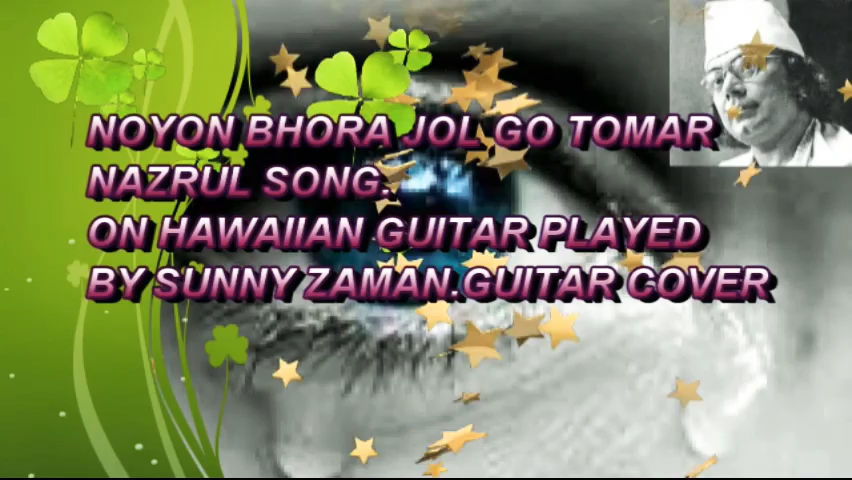 NOYON BHORA JOL GO TOMAR
NAZRUL SONG.
ON HAWAIIAN GUITAR PLAYED
BY SUNNY ZAMAN.GUITAR COVER